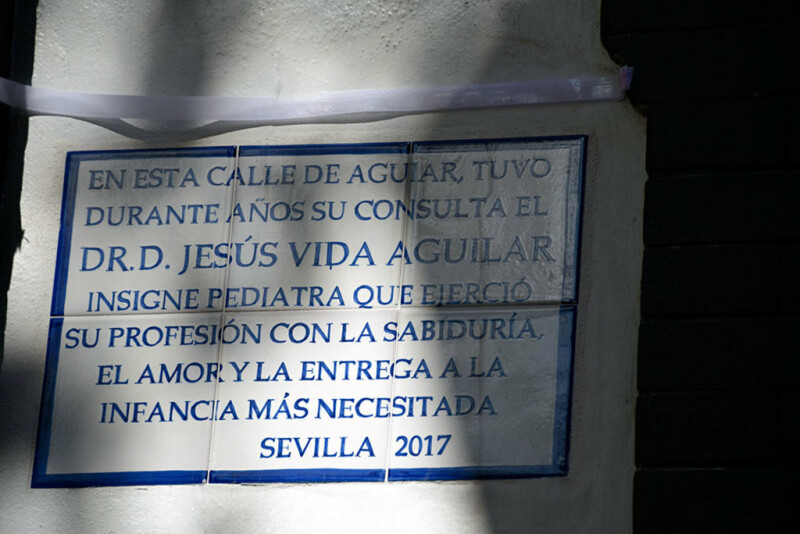 EN ESTA CALLE DE AGUIAR, TUVO
DURANTE AÑOS SU CONSULTA EL
DR.D. JESÚS VIDA AGUILAR
INSIGNE PEDIATRA QUE EJERCIÓ
SU PROFESIÓN CON LA SABIDURÍA,
EL AMOR Y LA ENTREGA A LA
INFANCIA MÁS NECESITADA
SEVILLA 2017